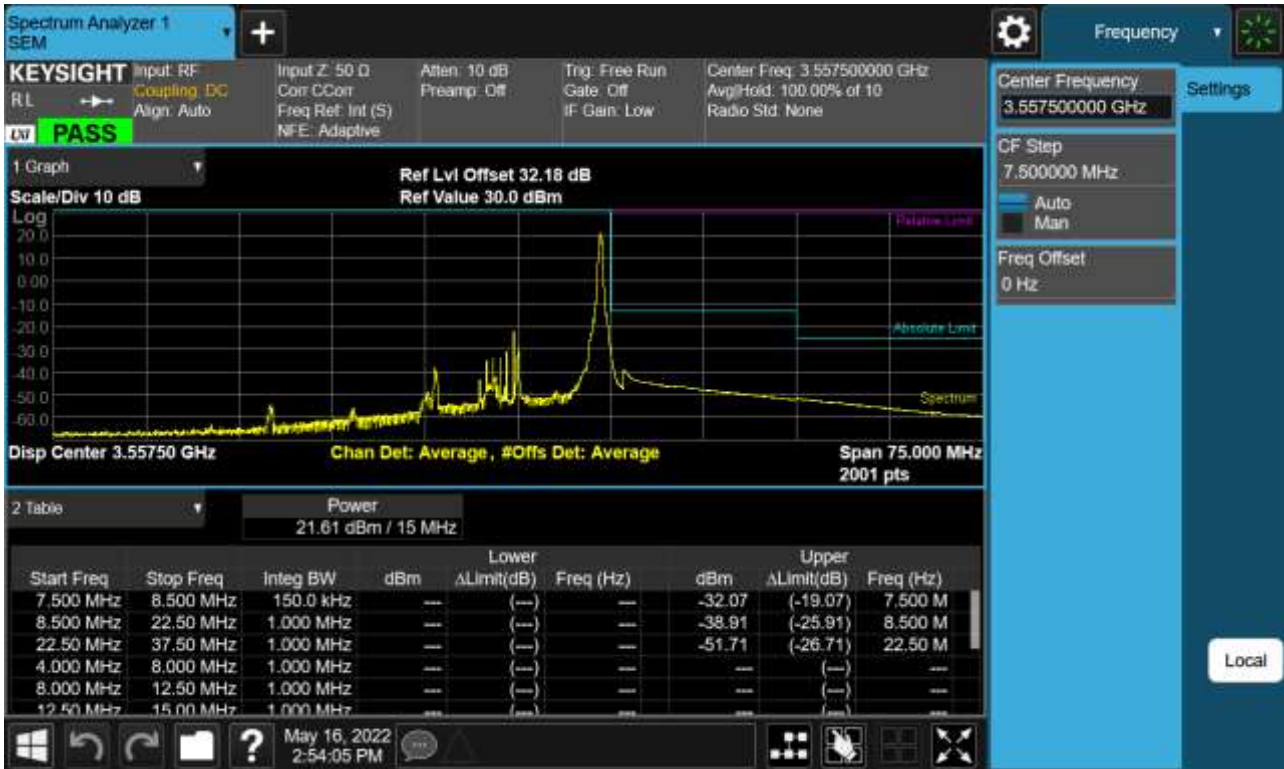 Spectrum Analyzer 1
SEM
Frequency
KEYSIGHT
RL
LXI PASS
Input: RF
Coupling: DC
Align: Auto
Input Z: 50 Ω
Corr CCorr
Freq Ref: Int (S)
NFE: Adaptive
Atten: 10 dB
Preamp: Off
Trig: Free Run
Gate: Off
IF Gain: Low
Center Freq: 3.557500000 GHz
Avg|Hold: 100.00% of 10
Radio Std: None
Center Frequency
3.557500000 GHz
Settings
CF Step
7.500000 MHz
Auto
Man
Freq Offset
0 Hz
1 Graph
Ref Lvl Offset 32.18 dB
Scale/Div 10 dB
Ref Value 30.0 dBm
Log
Relative Limit
20.0
10.0
0.00
-10.0
-20.0
Absolute Limit
-30.0
-40.0
-50.0
Spectrum
-60.0
Disp Center 3.55750 GHz
Chan Det: Average, #Offs Det: Average
Span 75.000 MHz
2001 pts
2 Table
Power
21.61 dBm / 15 MHz
Lower Upper
Start Freq Stop Freq Integ BW dBm ΔLimit(dB) Freq (Hz) dBm ΔLimit(dB) Freq (Hz)
7.500 MHz 8.500 MHz 150.0 kHz --- (---) --- -32.07 (-19.07) 7.500 M
8.500 MHz 22.50 MHz 1.000 MHz --- (---) --- -38.91 (-25.91) 8.500 M
22.50 MHz 37.50 MHz 1.000 MHz --- (---) --- -51.71 (-26.71) 22.50 M
4.000 MHz 8.000 MHz 1.000 MHz --- (---) --- --- (---) ---
8.000 MHz 12.50 MHz 1.000 MHz --- (---) --- --- (---) ---
12.50 MHz 15.00 MHz 1.000 MHz --- (---) --- --- (---) ---
Local
?
May 16, 2022
2:54:05 PM